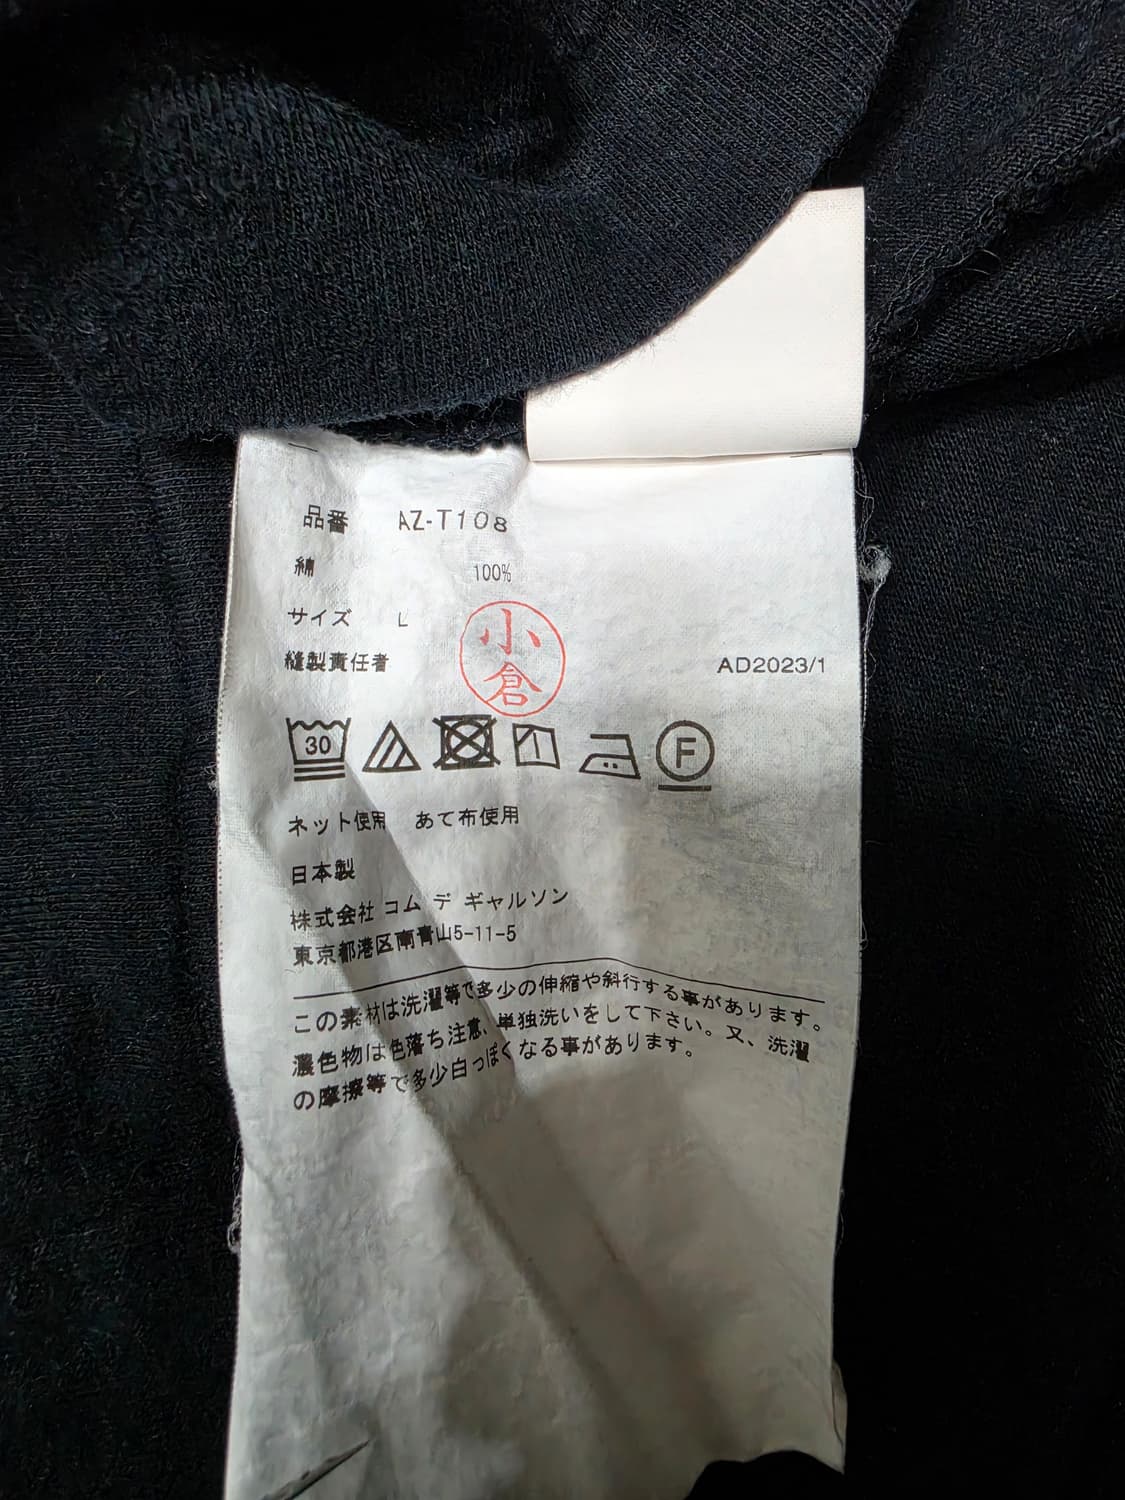 品番 AZ-T108
綿 100%
サイズ L
縫製責任者 小倉 AD2023/1
30 F
ネット使用 あて布使用
日本製
株式会社 コム デ ギャルソン
東京都港区南青山5-11-5
この素材は洗濯等で多少の伸縮や斜行する事があります。
濃色物は色落ち注意、単独洗いをして下さい。又、洗濯
の摩擦等で多少白っぽくなる事があります。